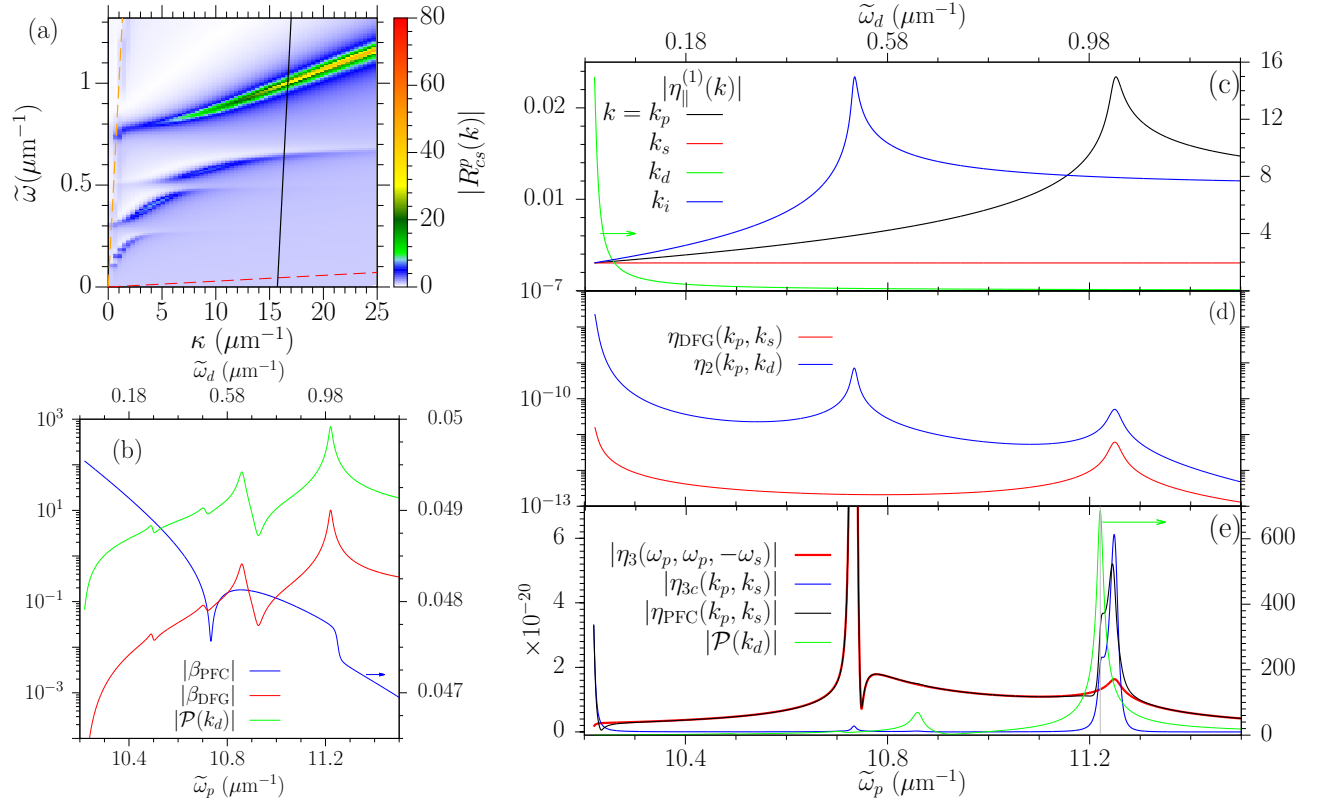 (a)
80
60
40
20
0
|R^p_cs(k)|
1
0.5
0
ω̃(μm⁻¹)
0 5 10 15 20 25
κ (μm⁻¹)
ω̃_d (μm⁻¹)
0.18 0.58 0.98
(b)
10³
10¹
10⁻¹
10⁻³
0.05
0.049
0.048
0.047
|β_PFC|
|β_DFG|
|𝒫(k_d)|
10.4 10.8 11.2
ω̃_p (μm⁻¹)
ω̃_d (μm⁻¹)
0.18 0.58 0.98
(c)
|η_∥^(1)(k)|
k = k_p
k_s
k_d
k_i
0.02
0.01
16
12
8
4
10⁻⁷
(d)
η_DFG(k_p, k_s)
η_2(k_p, k_d)
10⁻¹⁰
10⁻¹³
(e)
|η_3(ω_p, ω_p, −ω_s)|
|η_3c(k_p, k_s)|
|η_PFC(k_p, k_s)|
|𝒫(k_d)|
×10⁻²⁰
6
4
2
0
600
400
200
0
10.4 10.8 11.2
ω̃_p (μm⁻¹)